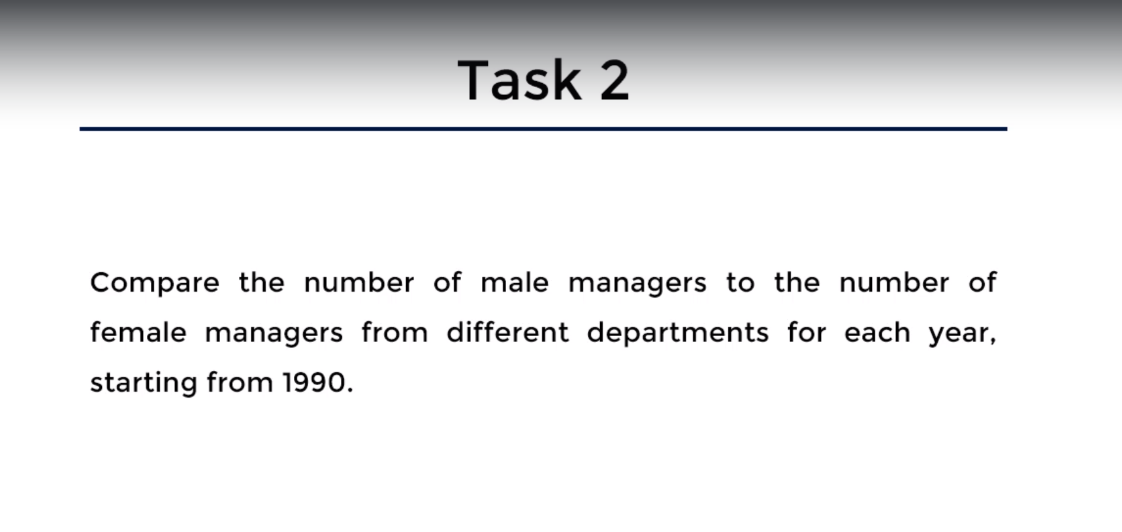 Task 2
Compare the number of male managers to the number of
female managers from different departments for each year,
starting from 1990.